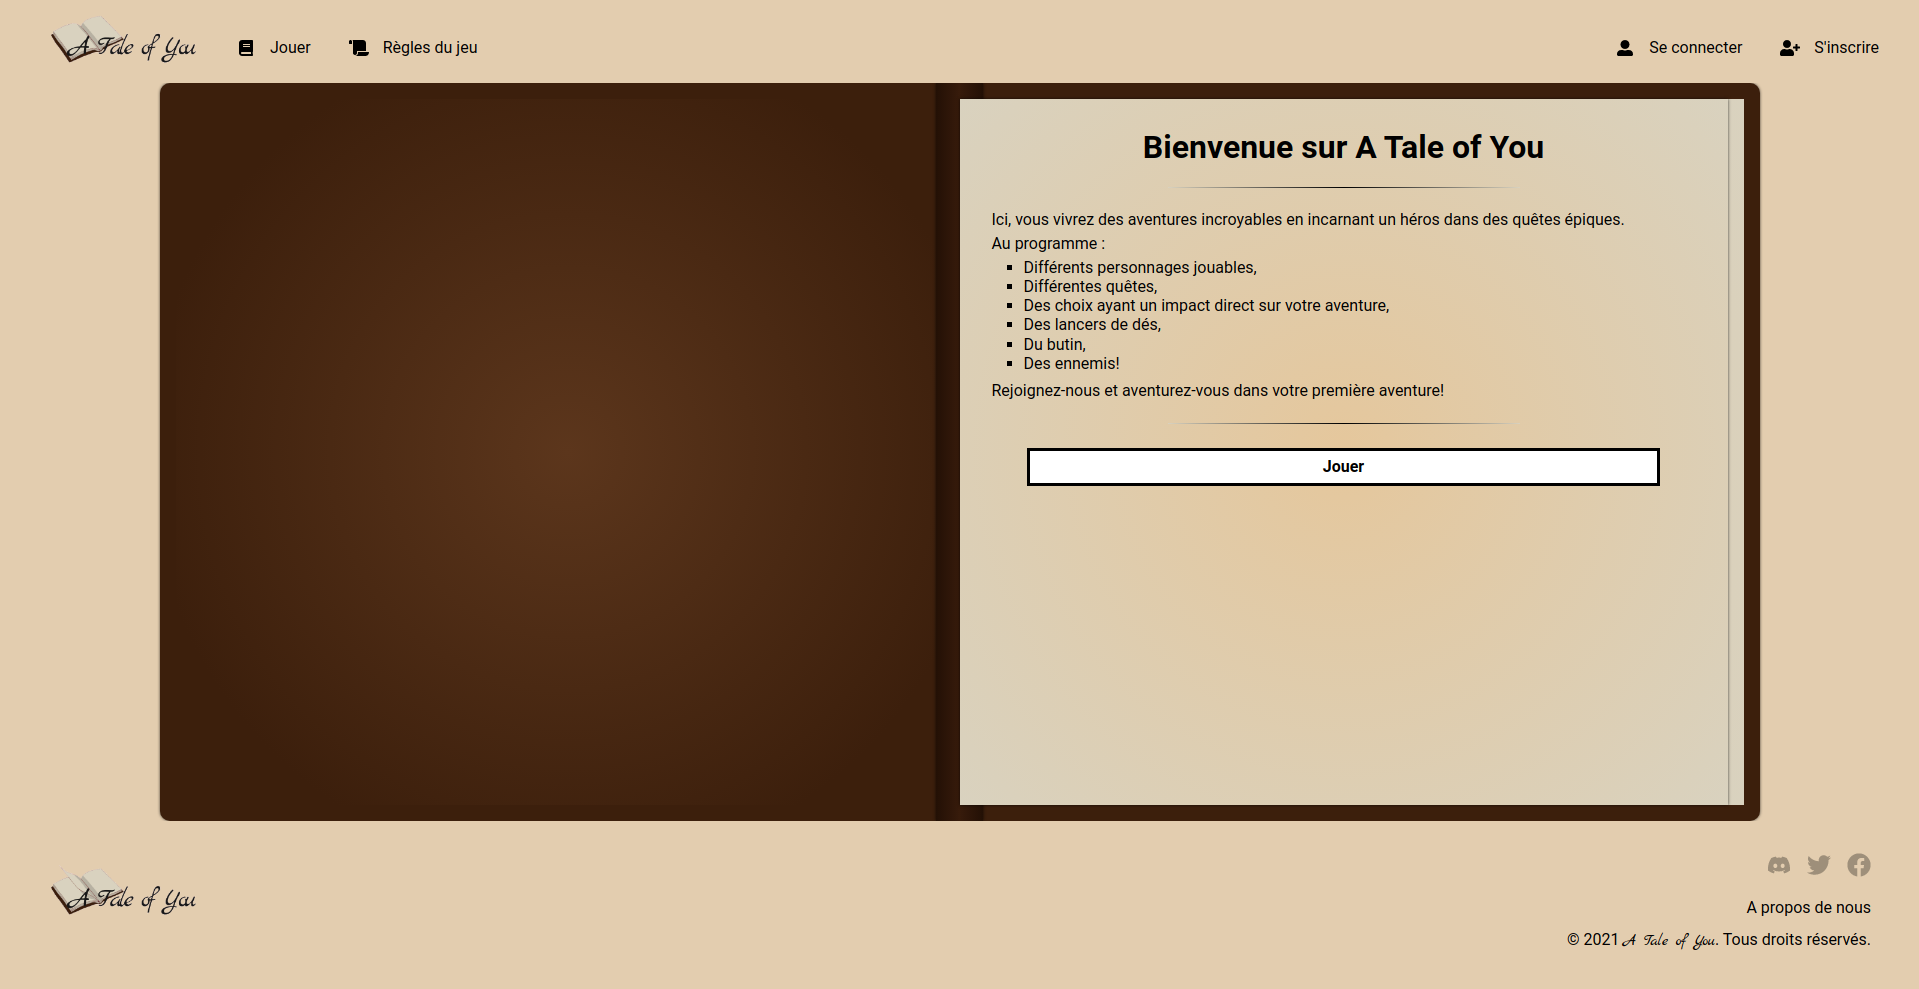 A Tale of You
Jouer
Règles du jeu
Se connecter
S'inscrire
Bienvenue sur A Tale of You
Ici, vous vivrez des aventures incroyables en incarnant un héros dans des quêtes épiques.
Au programme :
Différents personnages jouables,
Différentes quêtes,
Des choix ayant un impact direct sur votre aventure,
Des lancers de dés,
Du butin,
Des ennemis!
Rejoignez-nous et aventurez-vous dans votre première aventure!
Jouer
A Tale of You
A propos de nous
© 2021 A Tale of You. Tous droits réservés.